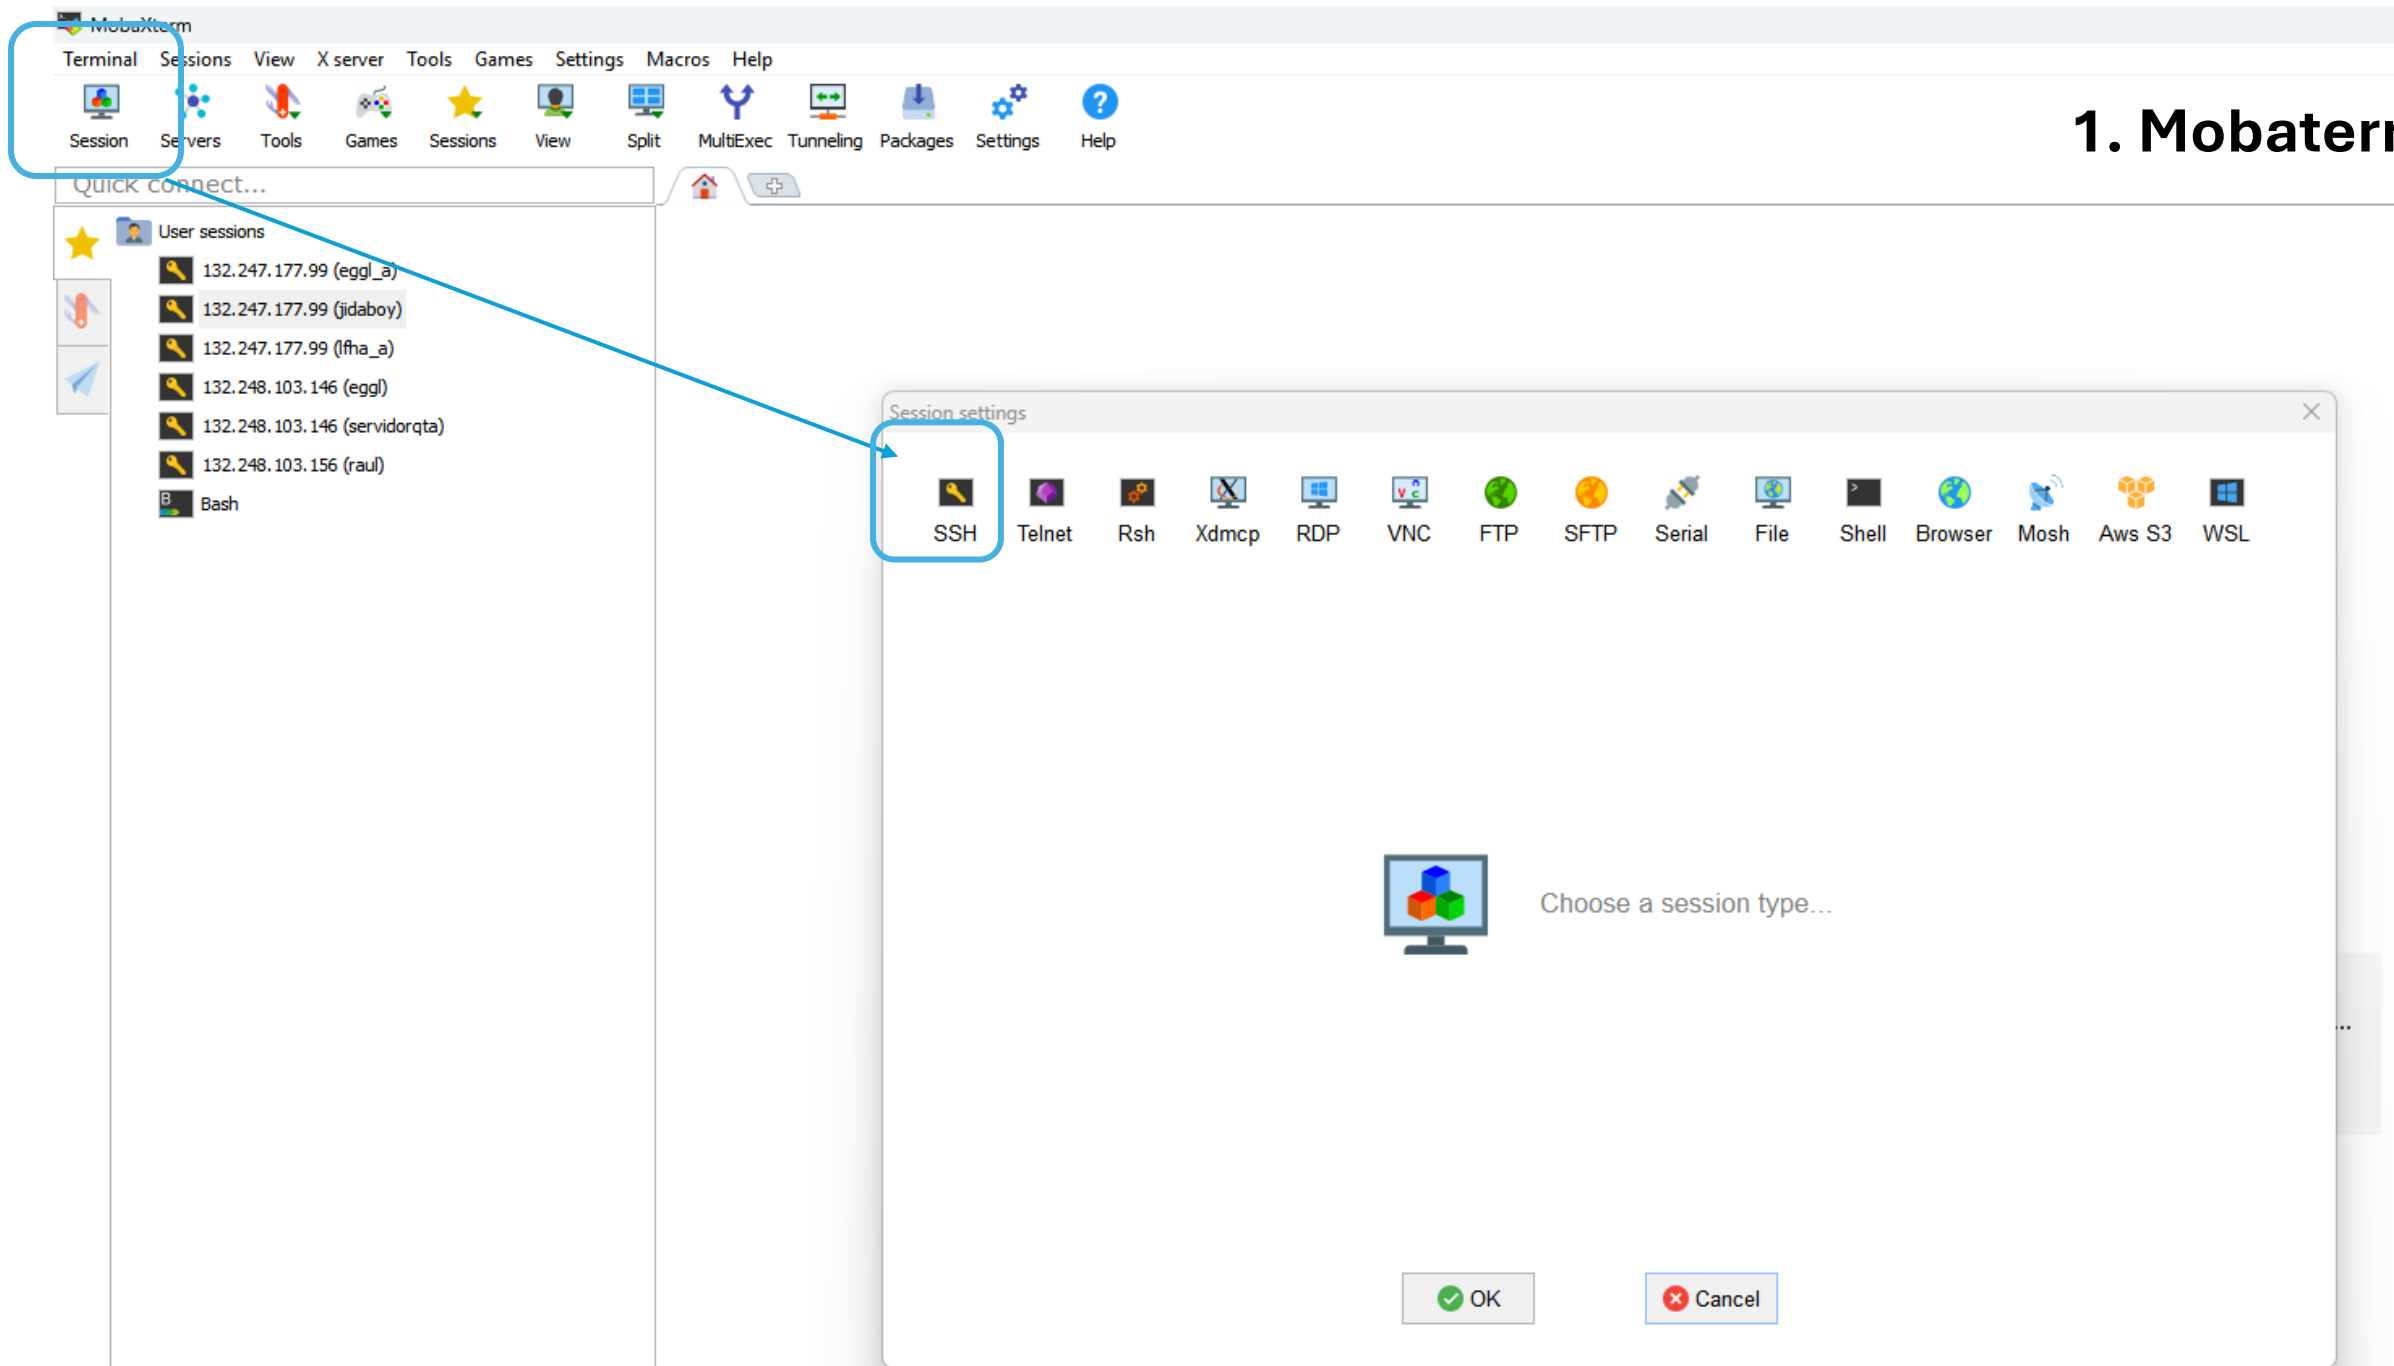 MobaXterm
Terminal Sessions View X server Tools Games Settings Macros Help
Session Servers Tools Games Sessions View Split MultiExec Tunneling Packages Settings Help
1. Mobaterm
Quick connect...
User sessions
132.247.177.99 (eggl_a)
132.247.177.99 (jidaboy)
132.247.177.99 (lfha_a)
132.248.103.146 (eggl)
132.248.103.146 (servidorqta)
132.248.103.156 (raul)
Bash
Session settings
SSH Telnet Rsh Xdmcp RDP VNC FTP SFTP Serial File Shell Browser Mosh Aws S3 WSL
Choose a session type...
...
OK Cancel